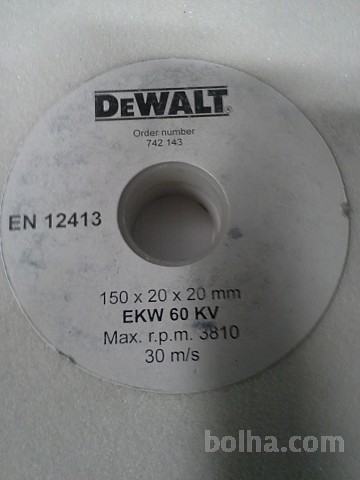 DEWALT®
Order number
742 143
EN 12413
150 x 20 x 20 mm
EKW 60 KV
Max. r.p.m. 3810
30 m/s
bolha.com